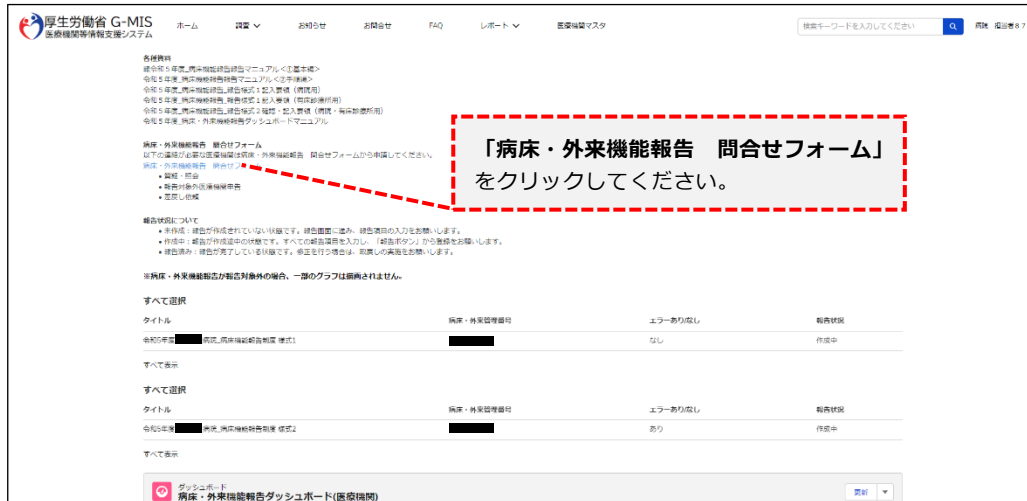 厚生労働省 G-MIS
医療機関等情報支援システム
ホーム 調査 お知らせ お問合せ FAQ レポート 医療機関マスタ
検索キーワードを入力してください
病院 担当者８７
各種資料
令和５年度_病床機能報告報告マニュアル＜①基本編＞
令和５年度_病床機能報告報告マニュアル＜②手順編＞
令和５年度_病床機能報告_報告様式１記入要領（病院用）
令和５年度_病床機能報告_報告様式１記入要領（有床診療所用）
令和５年度_病床機能報告_報告様式２確認・記入要領（病院・有床診療所用）
令和５年度_病床・外来機能報告ダッシュボードマニュアル
病床・外来機能報告　問合せフォーム
以下の連絡が必要な医療機関は病床・外来機能報告　問合せフォームから申請してください。
病床・外来機能報告　問合せフォーム
• 質疑・照会
• 報告対象外医療機関申告
• 差戻し依頼
「病床・外来機能報告　問合せフォーム」
をクリックしてください。
報告状況について
• 未作成：報告が作成されていない状態です。報告画面に進み、報告項目の入力をお願いします。
• 作成中：報告が作成途中の状態です。すべての報告項目を入力し、「報告ボタン」から登録をお願いします。
• 報告済み：報告が完了している状態です。修正を行う場合は、取戻しの実施をお願いします。
※病床・外来機能報告が報告対象外の場合、一部のグラフは描画されません。
すべて選択
タイトル 病床・外来管理番号 エラーあり/なし 報告状況
令和5年度 病院_病床機能報告制度 様式1 なし 作成中
すべて表示
すべて選択
タイトル 病床・外来管理番号 エラーあり/なし 報告状況
令和5年度 病院_病床機能報告制度 様式2 あり 作成中
すべて表示
ダッシュボード
病床・外来機能報告ダッシュボード(医療機関)
更新